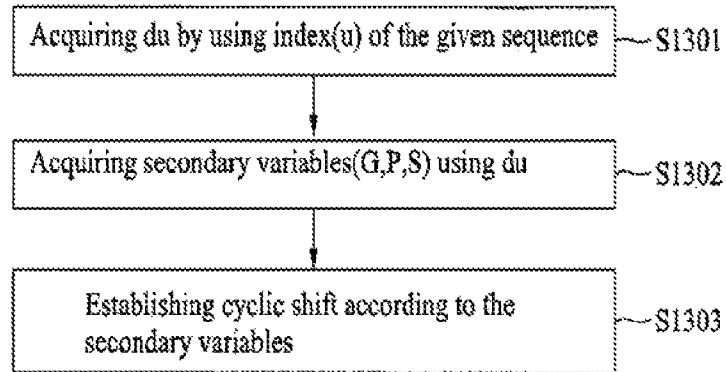 Acquiring du by using index(u) of the given sequence
S1301
Acquiring secondary variables(G,P,S) using du
S1302
Establishing cyclic shift according to the
secondary variables
S1303